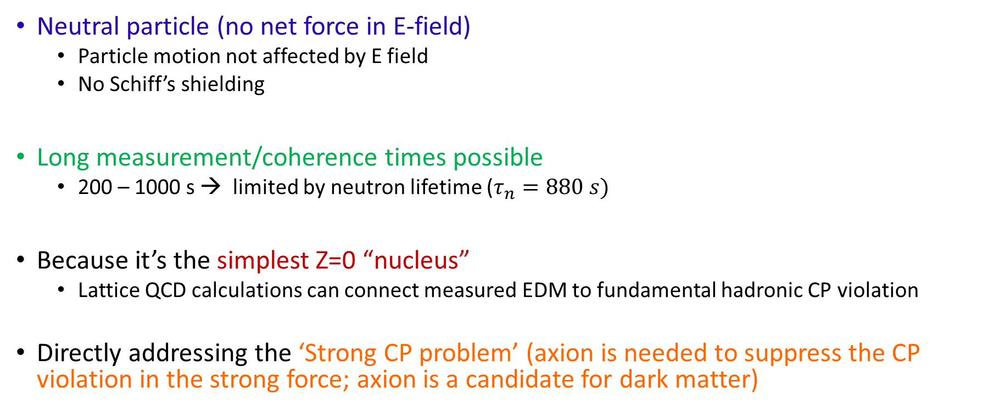 • Neutral particle (no net force in E-field)
• Particle motion not affected by E field
• No Schiff’s shielding
• Long measurement/coherence times possible
• 200 – 1000 s → limited by neutron lifetime (τₙ = 880 s)
• Because it’s the simplest Z=0 “nucleus”
• Lattice QCD calculations can connect measured EDM to fundamental hadronic CP violation
• Directly addressing the ‘Strong CP problem’ (axion is needed to suppress the CP
violation in the strong force; axion is a candidate for dark matter)